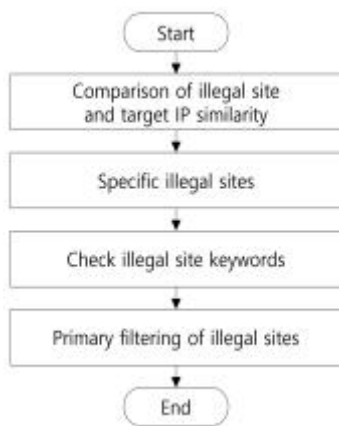 Start
Comparison of illegal site
and target IP similarity
Specific illegal sites
Check illegal site keywords
Primary filtering of illegal sites
End